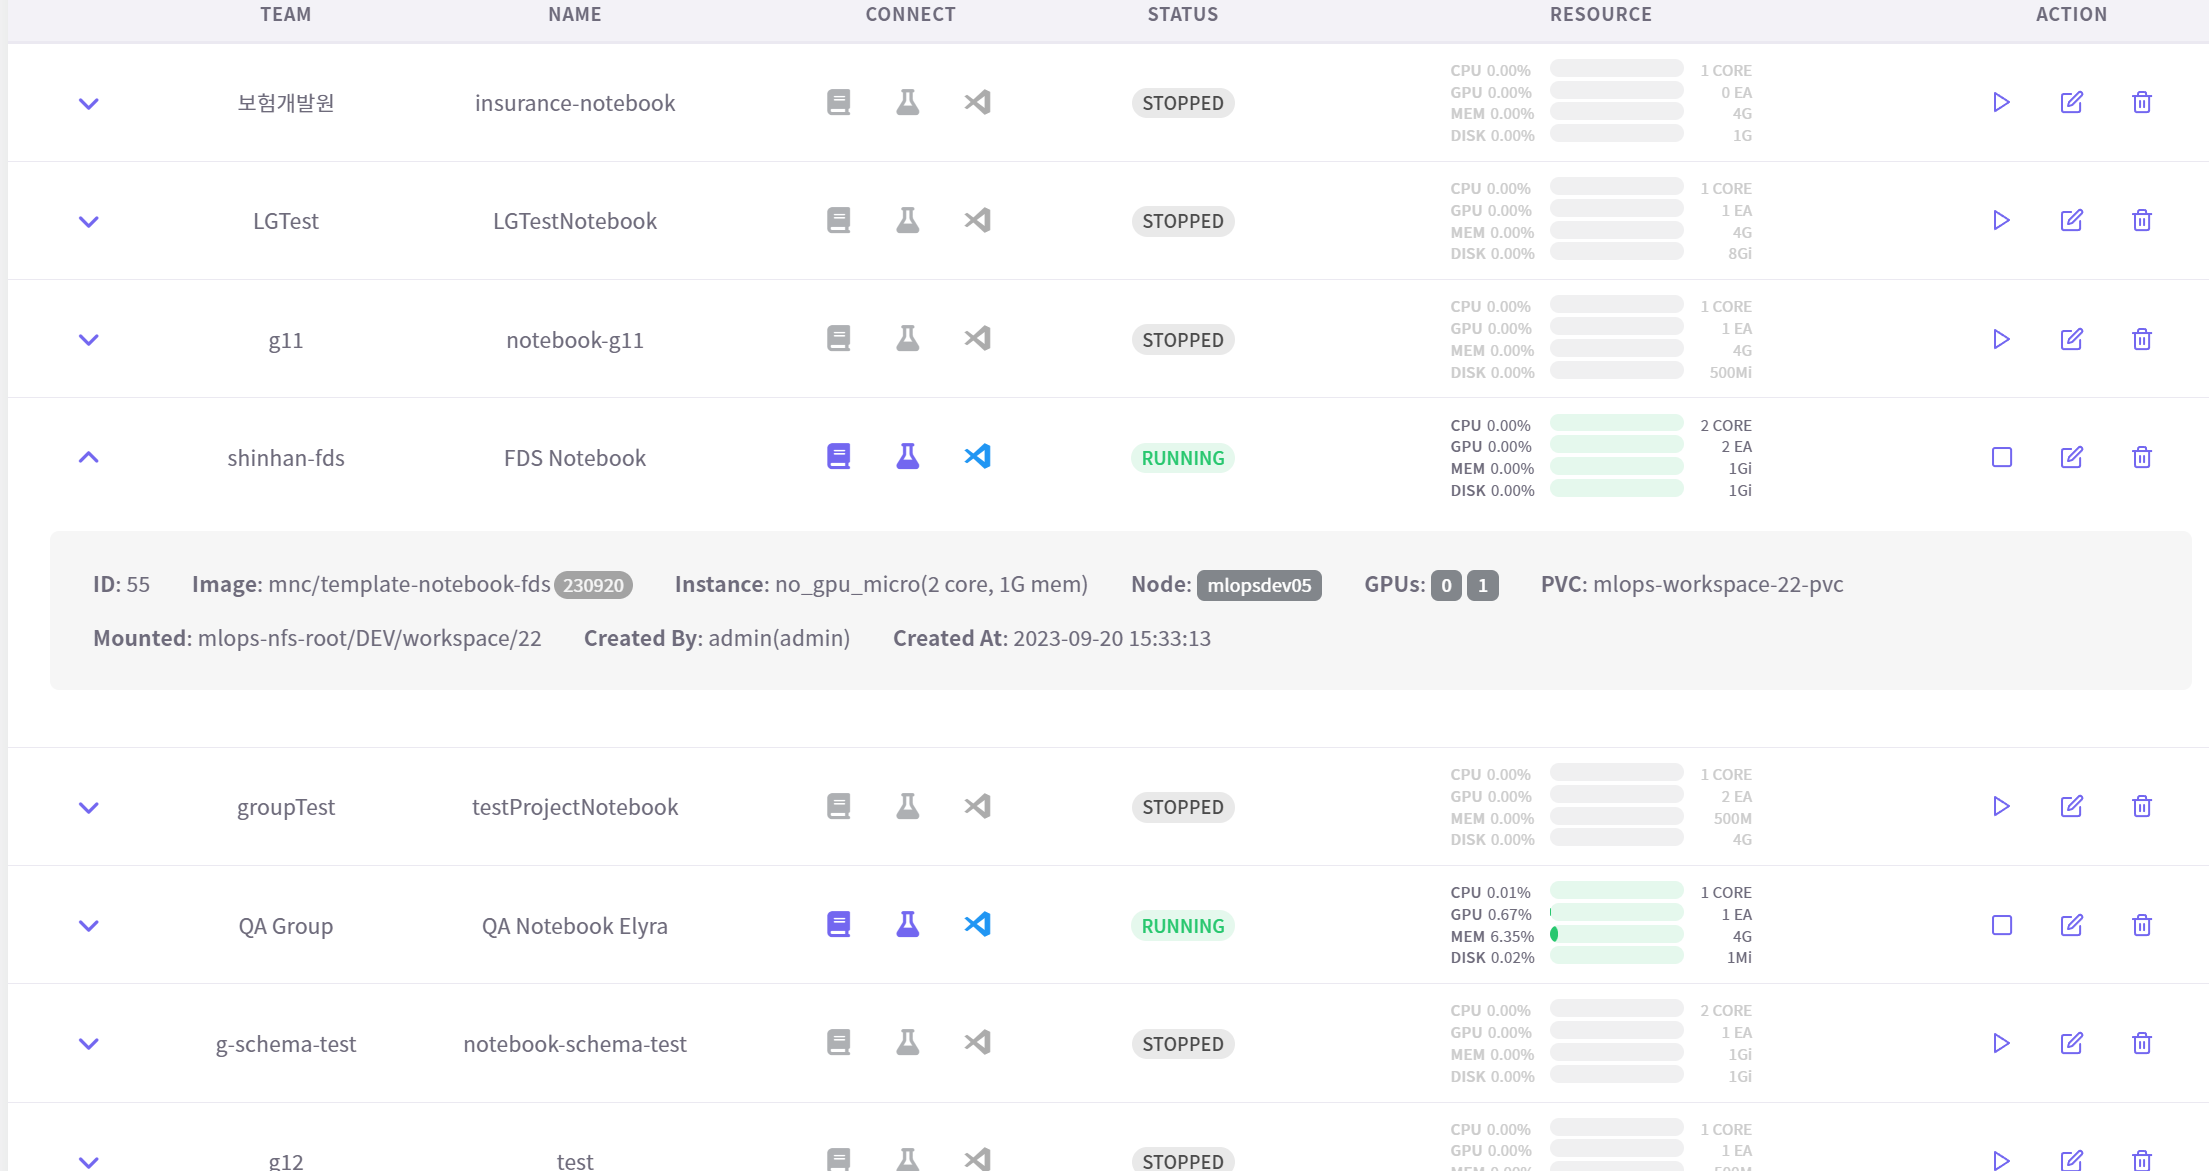 TEAM NAME CONNECT STATUS RESOURCE ACTION
보험개발원 insurance-notebook STOPPED
CPU 0.00% 1 CORE
GPU 0.00% 0 EA
MEM 0.00% 4G
DISK 0.00% 1G
LGTest LGTestNotebook STOPPED
CPU 0.00% 1 CORE
GPU 0.00% 1 EA
MEM 0.00% 4G
DISK 0.00% 8Gi
g11 notebook-g11 STOPPED
CPU 0.00% 1 CORE
GPU 0.00% 1 EA
MEM 0.00% 4G
DISK 0.00% 500Mi
shinhan-fds FDS Notebook RUNNING
CPU 0.00% 2 CORE
GPU 0.00% 2 EA
MEM 0.00% 1Gi
DISK 0.00% 1Gi
ID: 55 Image: mnc/template-notebook-fds 230920 Instance: no_gpu_micro(2 core, 1G mem) Node: mlopsdev05 GPUs: 0 1 PVC: mlops-workspace-22-pvc
Mounted: mlops-nfs-root/DEV/workspace/22 Created By: admin(admin) Created At: 2023-09-20 15:33:13
groupTest testProjectNotebook STOPPED
CPU 0.00% 1 CORE
GPU 0.00% 2 EA
MEM 0.00% 500M
DISK 0.00% 4G
QA Group QA Notebook Elyra RUNNING
CPU 0.01% 1 CORE
GPU 0.67% 1 EA
MEM 6.35% 4G
DISK 0.02% 1Mi
g-schema-test notebook-schema-test STOPPED
CPU 0.00% 2 CORE
GPU 0.00% 1 EA
MEM 0.00% 1Gi
DISK 0.00% 1Gi
g12 test STOPPED
CPU 0.00% 1 CORE
GPU 0.00% 1 EA